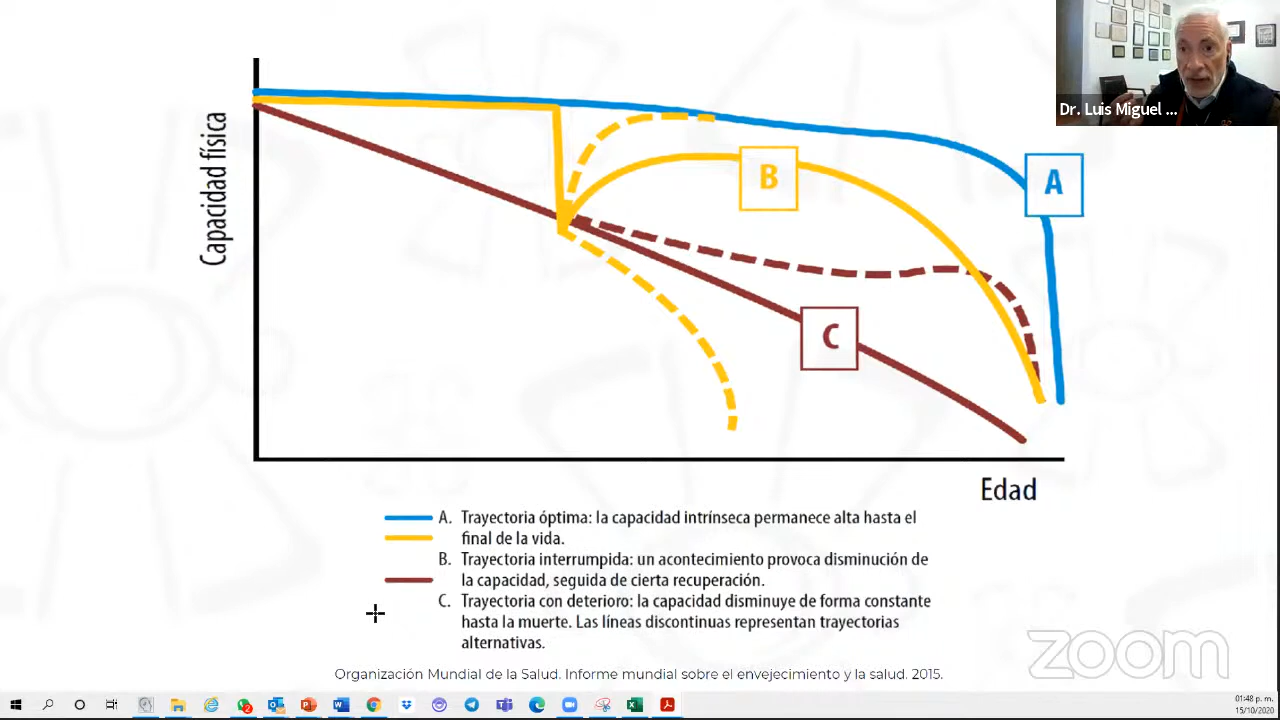 Dr. Luis Miguel ...
Capacidad física
A
B
C
Edad
A. Trayectoria óptima: la capacidad intrínseca permanece alta hasta el
final de la vida.
B. Trayectoria interrumpida: un acontecimiento provoca disminución de
la capacidad, seguida de cierta recuperación.
C. Trayectoria con deterioro: la capacidad disminuye de forma constante
hasta la muerte. Las líneas discontinuas representan trayectorias
alternativas.
Organización Mundial de la Salud. Informe mundial sobre el envejecimiento y la salud. 2015.
zoom
01:48 p. m.
15/10/2020